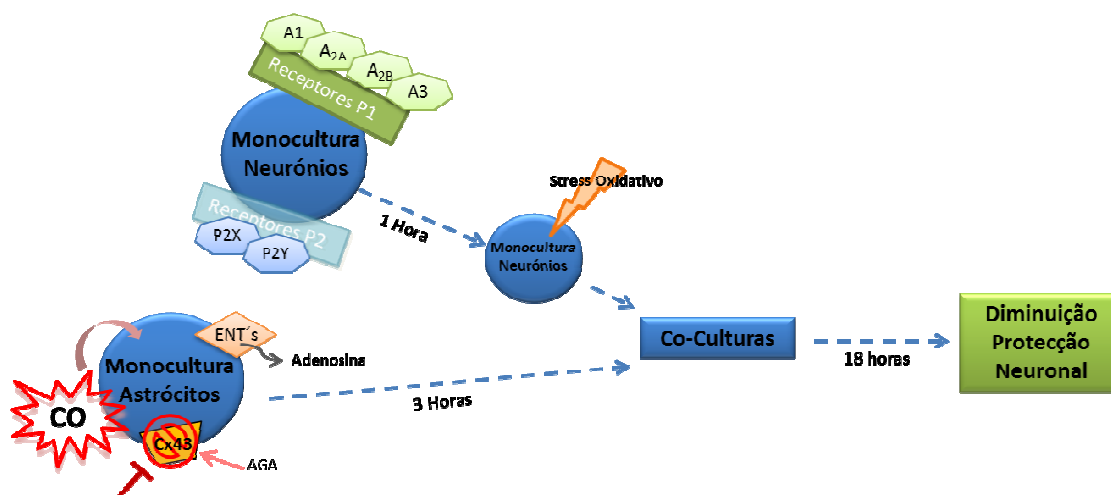 A1
A2A
A2B
A3
Receptores P1
Monocultura
Neurónios
Receptores P2
P2X
P2Y
1 Hora
Stress Oxidativo
Monocultura
Neurónios
ENT´s
Adenosina
Monocultura
Astrócitos
CO
Cx43
AGA
3 Horas
Co-Culturas
18 horas
Diminuição
Protecção
Neuronal